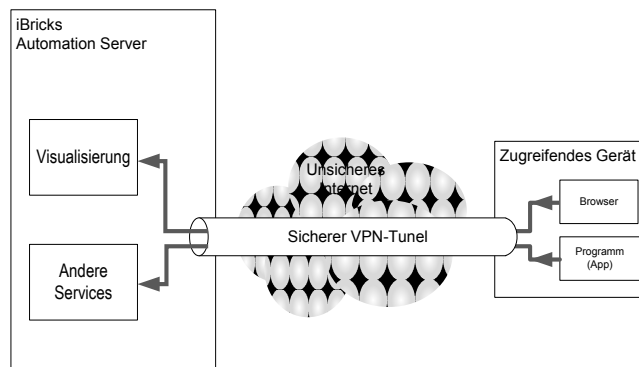 iBricks
Automation Server
Visualisierung
Andere
Services
Unsicheres
Internet
Sicherer VPN-Tunel
Zugreifendes Gerät
Browser
Programm
(App)